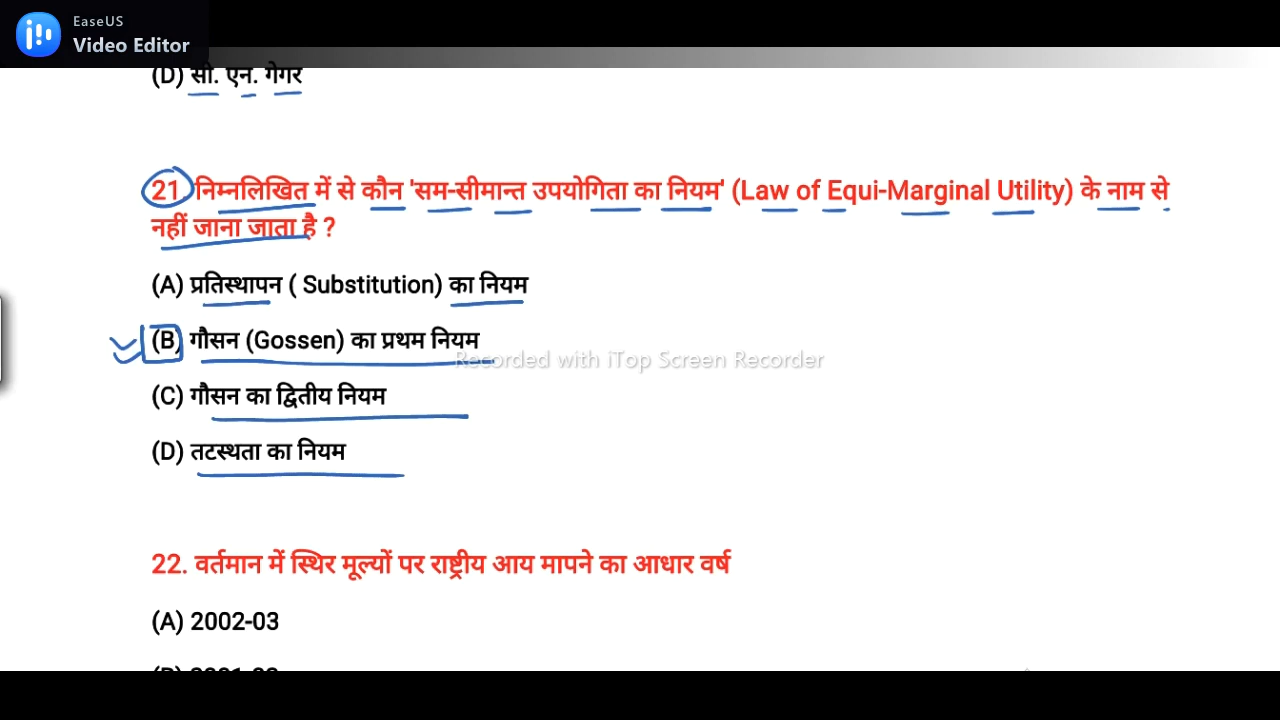 EaseUS
Video Editor
(D) सी. एन. गेगर
21 निम्नलिखित में से कौन 'सम-सीमान्त उपयोगिता का नियम' (Law of Equi-Marginal Utility) के नाम से
नहीं जाना जाता है ?
(A) प्रतिस्थापन ( Substitution) का नियम
(B) गौसन (Gossen) का प्रथम नियम
Recorded with iTop Screen Recorder
(C) गौसन का द्वितीय नियम
(D) तटस्थता का नियम
22. वर्तमान में स्थिर मूल्यों पर राष्ट्रीय आय मापने का आधार वर्ष
(A) 2002-03